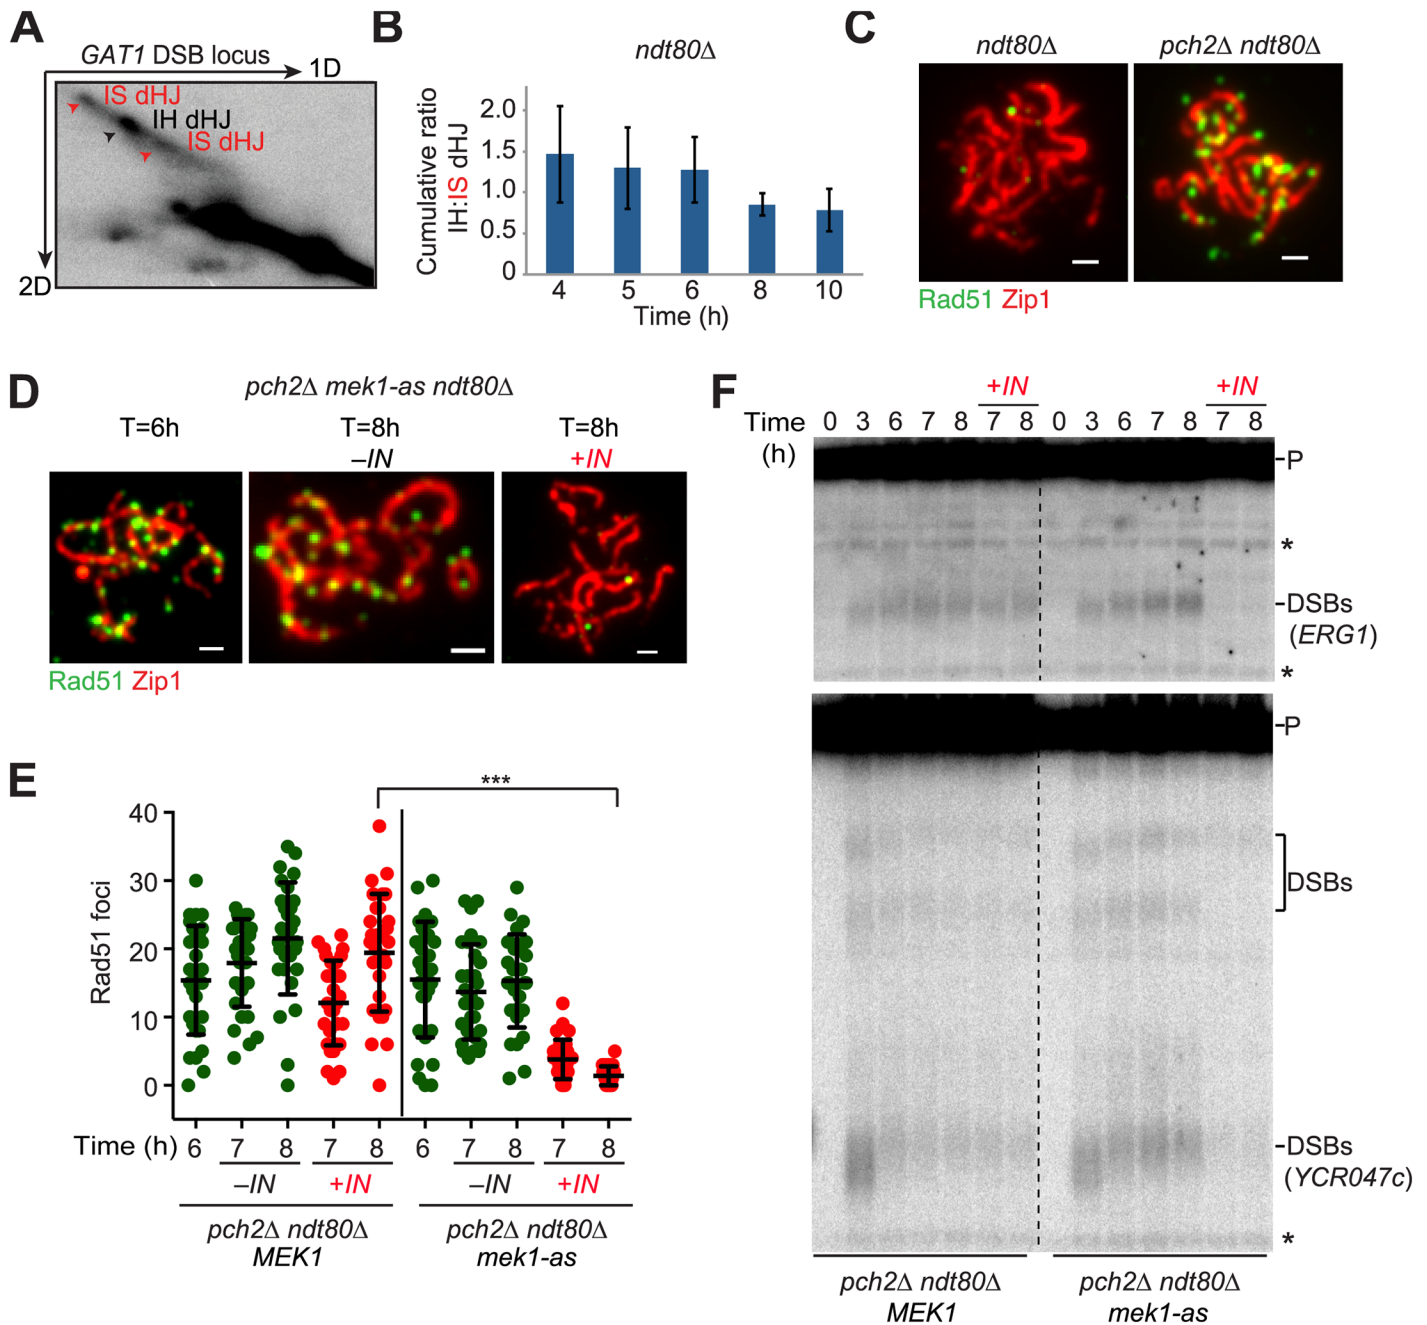 A
GAT1 DSB locus
1D
IS dHJ
IH dHJ
IS dHJ
2D
B
ndt80Δ
Cumulative ratio
IH:IS dHJ
2.0
1.5
1.0
0.5
0
4 5 6 8 10
Time (h)
C
ndt80Δ pch2Δ ndt80Δ
Rad51 Zip1
D
pch2Δ mek1-as ndt80Δ
T=6h T=8h T=8h
–IN +IN
Rad51 Zip1
E
***
Rad51 foci
40
30
20
10
0
Time (h) 6 7 8 7 8 6 7 8 7 8
–IN +IN –IN +IN
pch2Δ ndt80Δ pch2Δ ndt80Δ
MEK1 mek1-as
F
+IN +IN
Time 0 3 6 7 8 7 8 0 3 6 7 8 7 8
(h)
-P
*
-DSBs
(ERG1)
*
-P
DSBs
-DSBs
(YCR047c)
*
pch2Δ ndt80Δ pch2Δ ndt80Δ
MEK1 mek1-as